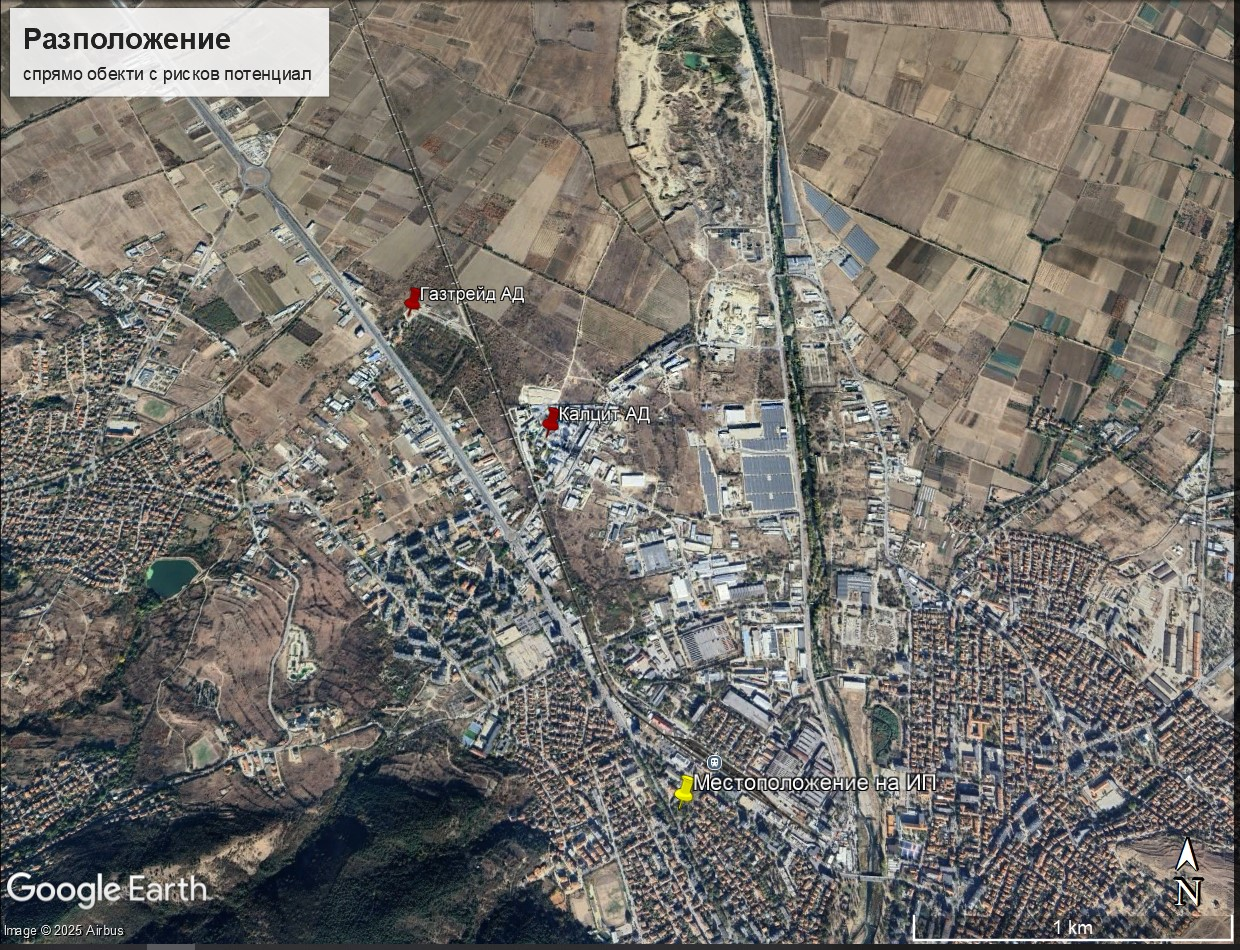 Разположение
спрямо обекти с рисков потенциал
Газтрейд АД
Калцит АД
Местоположение на ИП
N
Google Earth
Image © 2025 Airbus
1 km